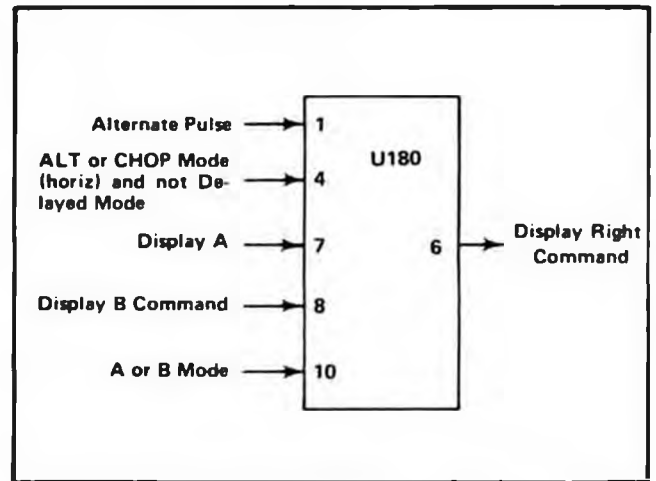 Alternate Pulse
1
ALT or CHOP Mode
(horiz) and not De-
layed Mode
4
U180
Display A
7
6
Display Right
Command
Display B Command
8
A or B Mode
10